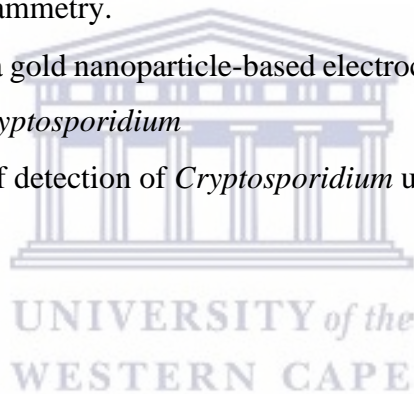 ammetry.
a gold nanoparticle-based electroc
yptosporidium
f detection of Cryptosporidium u
UNIVERSITY of the
WESTERN CAPE